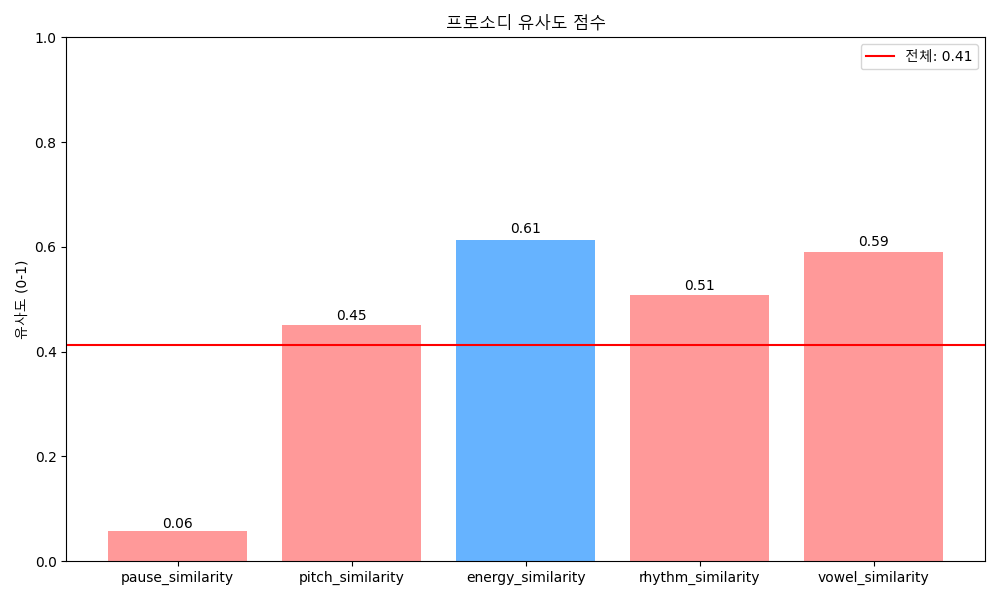 프로소디 유사도 점수
전체: 0.41
유사도 (0-1)
1.0
0.8
0.6
0.4
0.2
0.0
0.06
0.45
0.61
0.51
0.59
pause_similarity
pitch_similarity
energy_similarity
rhythm_similarity
vowel_similarity